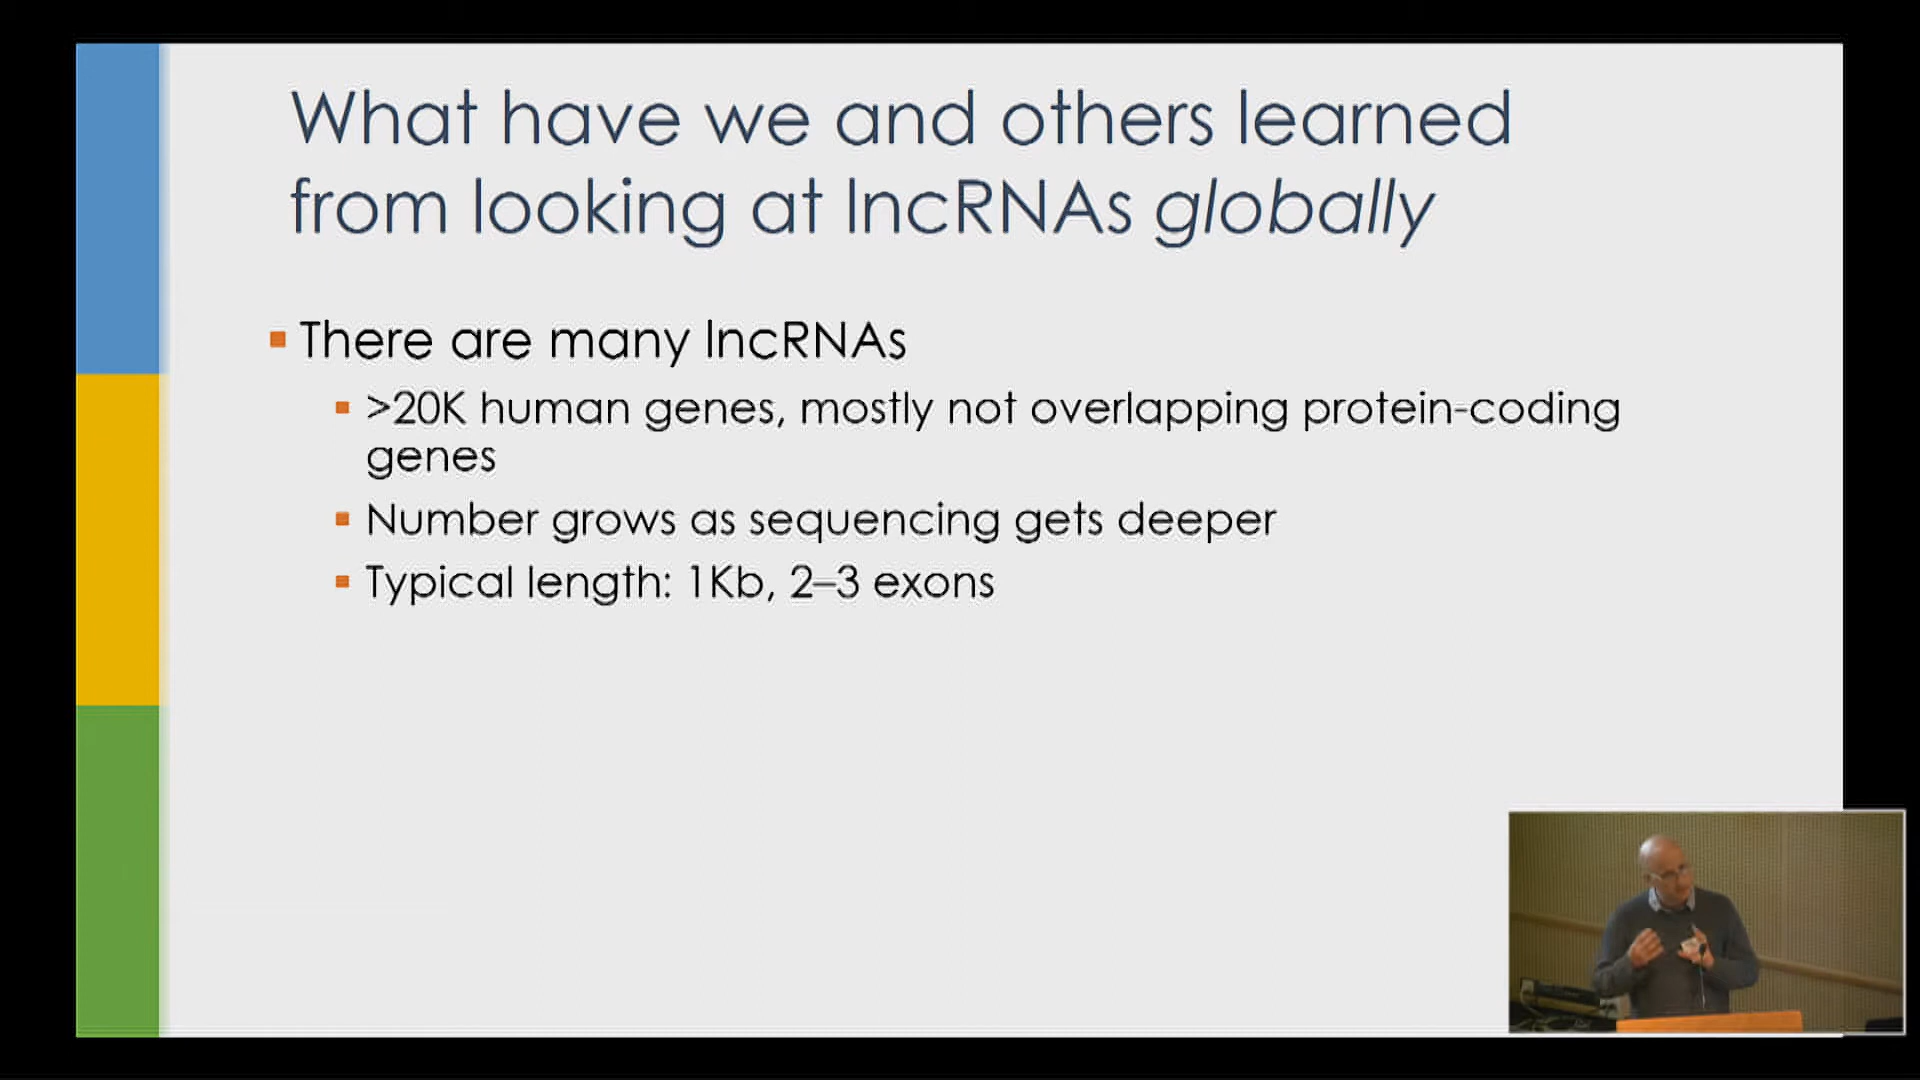 What have we and others learned
from looking at lncRNAs globally
There are many lncRNAs
>20K human genes, mostly not overlapping protein-coding
genes
Number grows as sequencing gets deeper
Typical length: 1Kb, 2–3 exons